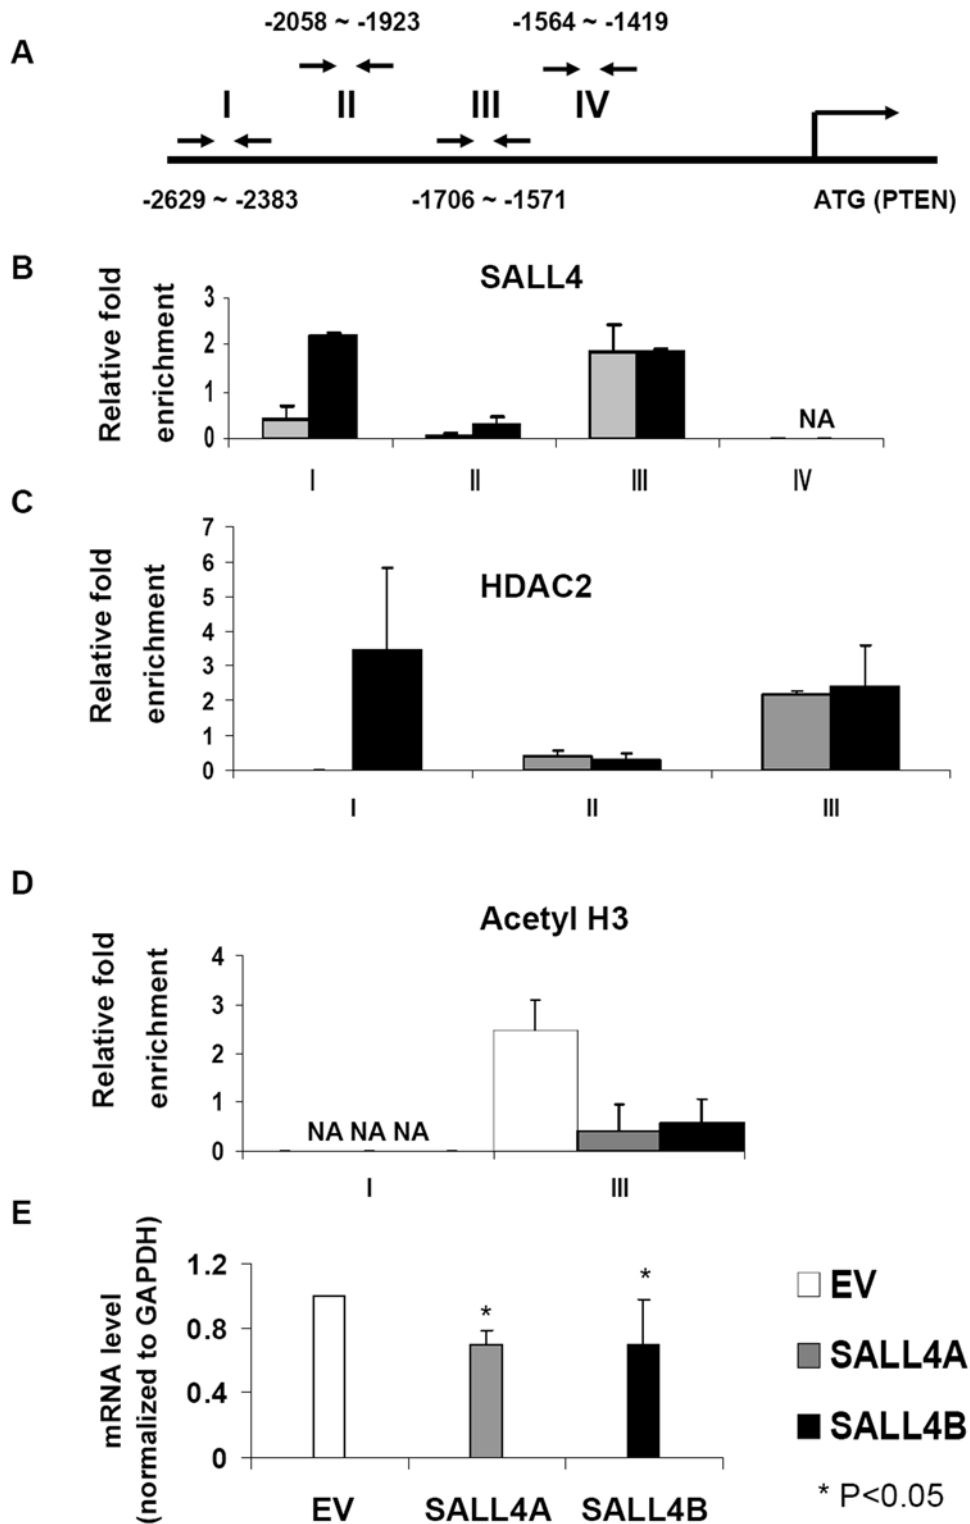 A
-2058 ~ -1923 -1564 ~ -1419
I II III IV
-2629 ~ -2383 -1706 ~ -1571 ATG (PTEN)
B
SALL4
Relative fold
enrichment
3
2
1
0
NA
I II III IV
C
HDAC2
Relative fold
enrichment
7
6
5
4
3
2
1
0
I II III
D
Acetyl H3
Relative fold
enrichment
4
3
2
1
0
NA NA NA
I III
E
mRNA level
(normalized to GAPDH)
1.2
0.8
0.4
0
* *
EV SALL4A SALL4B
EV
SALL4A
SALL4B
* P<0.05